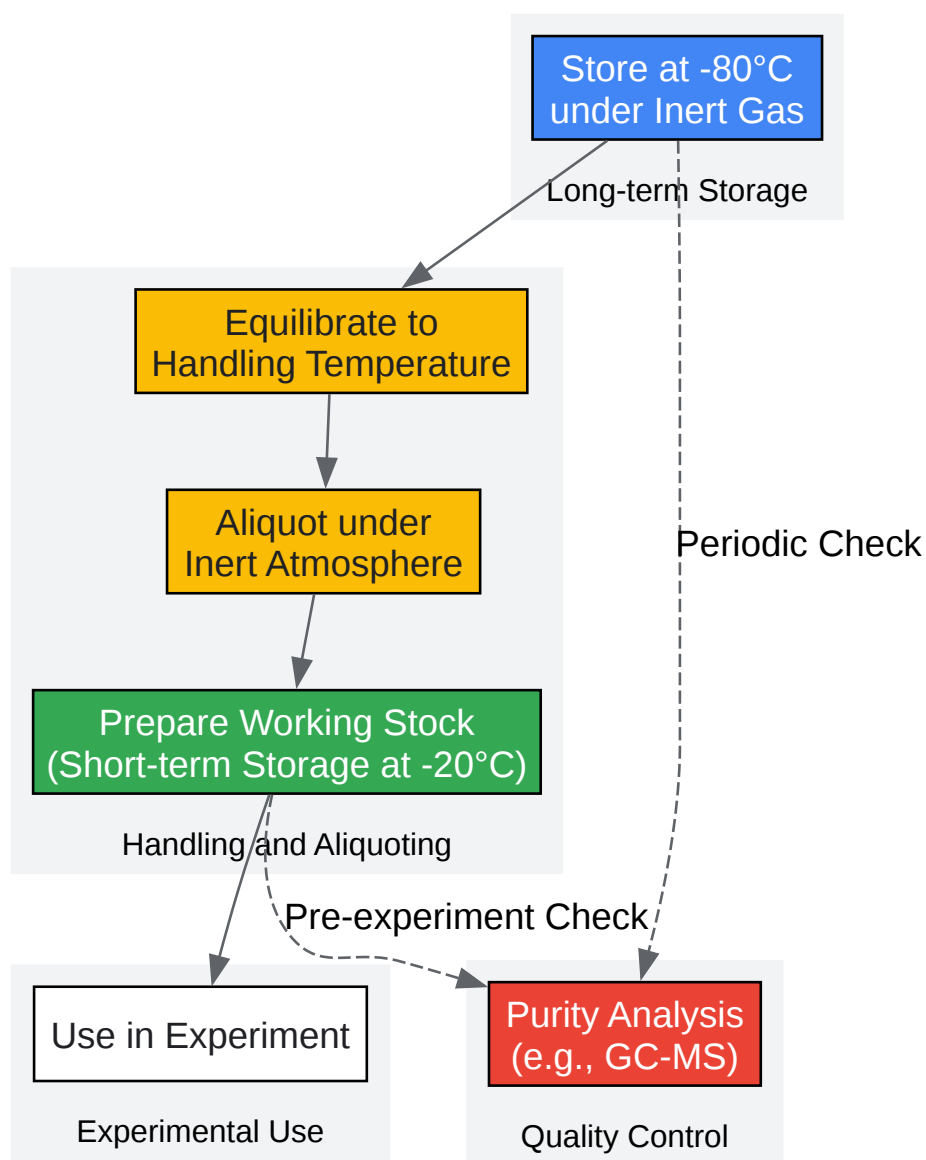 Store at -80°C
under Inert Gas
Long-term Storage
Equilibrate to
Handling Temperature
Aliquot under
Inert Atmosphere
Periodic Check
Prepare Working Stock
(Short-term Storage at -20°C)
Handling and Aliquoting
Pre-experiment Check
Use in Experiment
Experimental Use
Purity Analysis
(e.g., GC-MS)
Quality Control